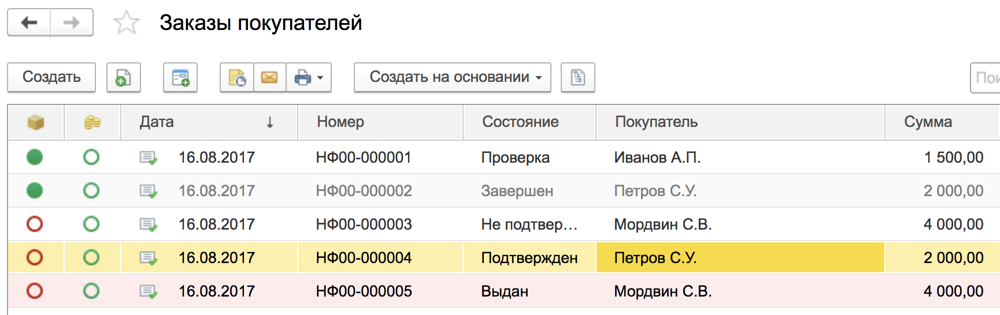 Заказы покупателей
Создать Создать на основании
Дата Номер Состояние Покупатель Сумма
16.08.2017 НФ00-000001 Проверка Иванов А.П. 1 500,00
16.08.2017 НФ00-000002 Завершен Петров С.У. 2 000,00
16.08.2017 НФ00-000003 Не подтвер... Мордвин С.В. 4 000,00
16.08.2017 НФ00-000004 Подтвержден Петров С.У. 2 000,00
16.08.2017 НФ00-000005 Выдан Мордвин С.В. 4 000,00